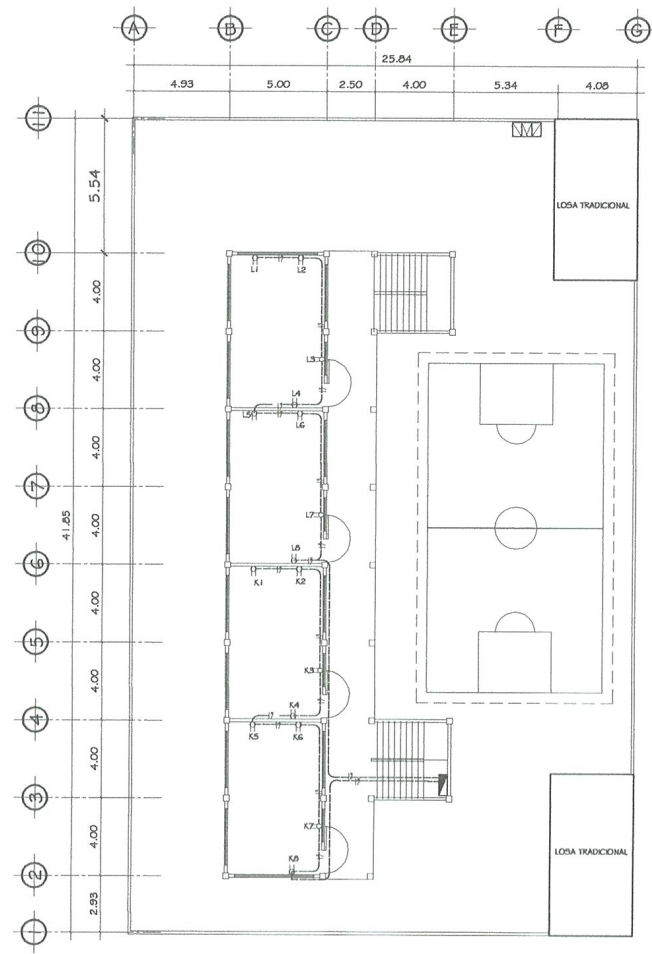 A B C D E F G
25.84
4.93 5.00 2.50 4.00 5.34 4.08
11
5.54
LOSA TRADICIONAL
10
L1 L2
4.00
9
4.00
L3
L4
8
L5 L6
4.00
7
L7
41.85
4.00
L8
6
K1 K2
4.00
5
K3
4.00
K4
4
K5 K6
4.00
3
K7
4.00
LOSA TRADICIONAL
K8
2
2.93
1